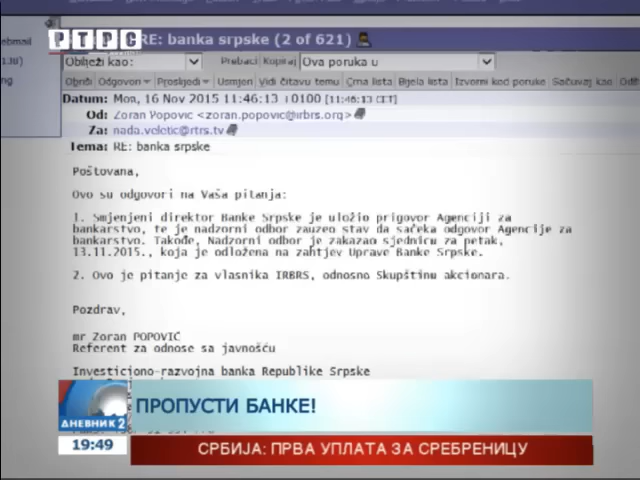 РТРС
RE: banka srpske (2 of 621)
ebmail
Obilježi kao: Prebaci Kopiraj Ova poruka u
Obriši Odgovori Proslijedi Usmjeri Vidi čitavu temu Crna lista Bijela lista Izvorni kod poruke Sačuvaj kao
Datum: Mon, 16 Nov 2015 11:46:13 +0100 [11:46:13 CET]
Od: Zoran Popovic <zoran.popovic@irbrs.org>
Za: nada.veletic@rtrs.tv
Tema: RE: banka srpske
Poštovana,
Ovo su odgovori na Vaša pitanja:
1. Smjenjeni direktor Banke Srpske je uložio prigovor Agenciji za
bankarstvo, te je nadzorni odbor zauzeo stav da sačeka odgovor Agencije za
bankarstvo. Takođe, Nadzorni odbor je zakazao sjednicu za petak,
13.11.2015., koja je odložena na zahtjev Uprave Banke Srpske.
2. Ovo je pitanje za vlasnika IRBRS, odnosno Skupštinu akcionara.
Pozdrav,
mr Zoran POPOVIĆ
Referent za odnose sa javnošću
Investiciono-razvojna banka Republike Srpske
ДНЕВНИК 2
ПРОПУСТИ БАНКЕ!
19:49
СРБИЈА: ПРВА УПЛАТА ЗА СРЕБРЕНИЦУ